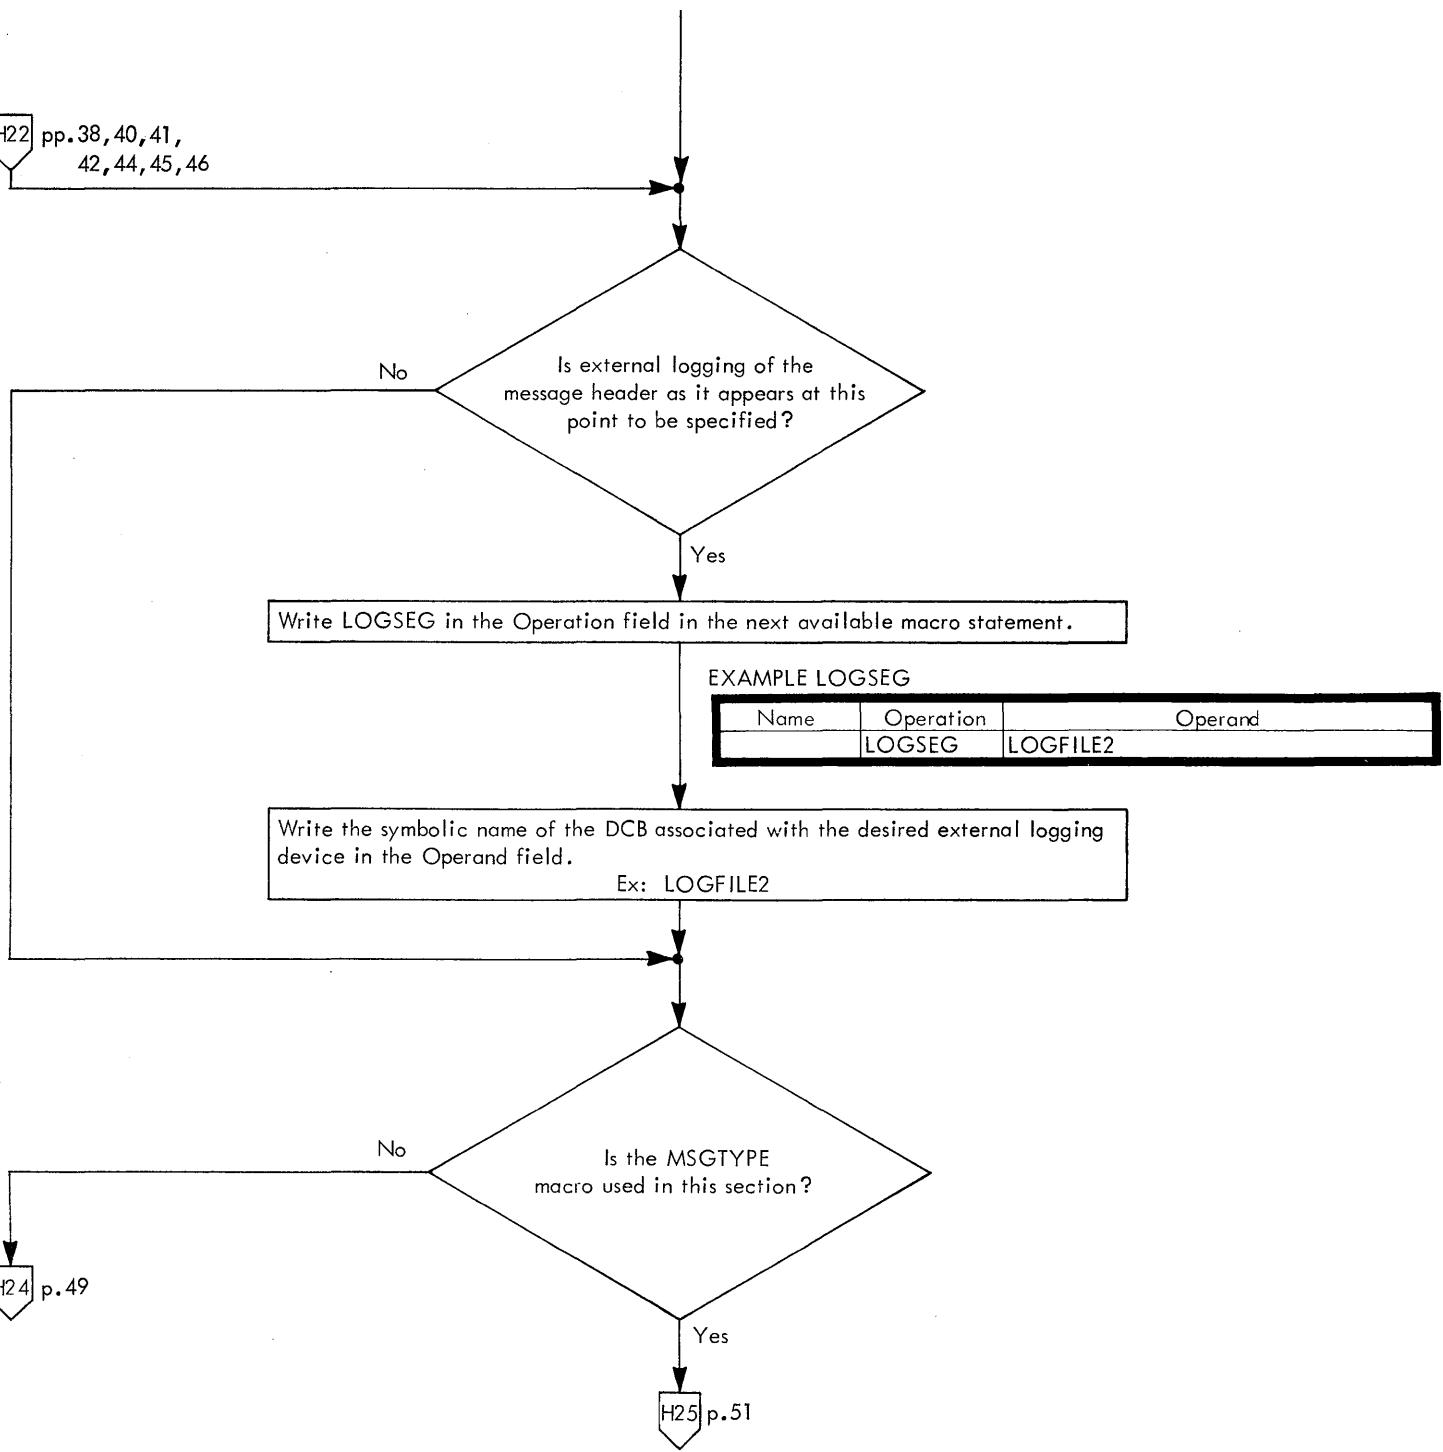 H22 pp.38,40,41,
42,44,45,46
Is external logging of the
message header as it appears at this
point to be specified?
No
Yes
Write LOGSEG in the Operation field in the next available macro statement.
EXAMPLE LOGSEG
Name Operation Operand
LOGSEG LOGFILE2
Write the symbolic name of the DCB associated with the desired external logging
device in the Operand field.
Ex: LOGFILE2
Is the MSGTYPE
macro used in this section?
No
H24 p.49
Yes
H25 p.51